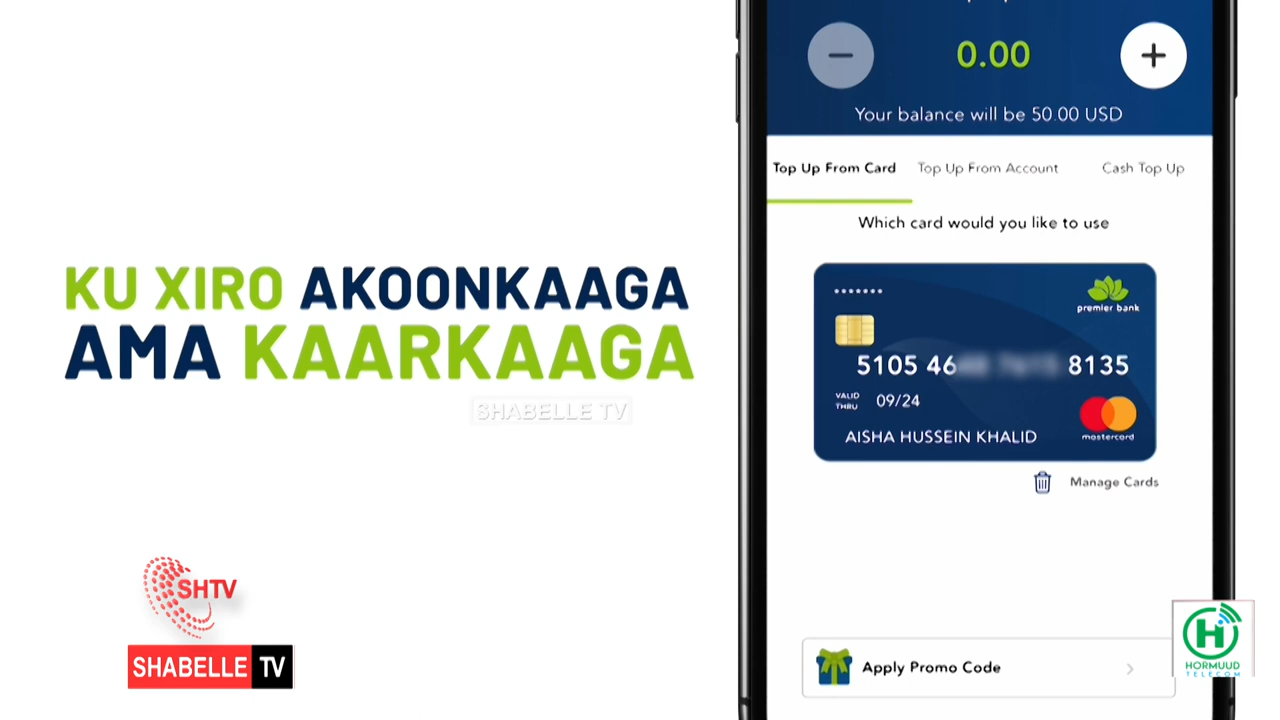 KU XIRO AKOONKAAGA
AMA KAARKAAGA
SHABELLE TV
SHTV
SHABELLE TV
0.00
Your balance will be 50.00 USD
Top Up From Card
Top Up From Account
Cash Top Up
Which card would you like to use
premier bank
5105 46 8135
VALID
THRU
09/24
AISHA HUSSEIN KHALID
mastercard
Manage Cards
Apply Promo Code
HORMUUD
TELECOM